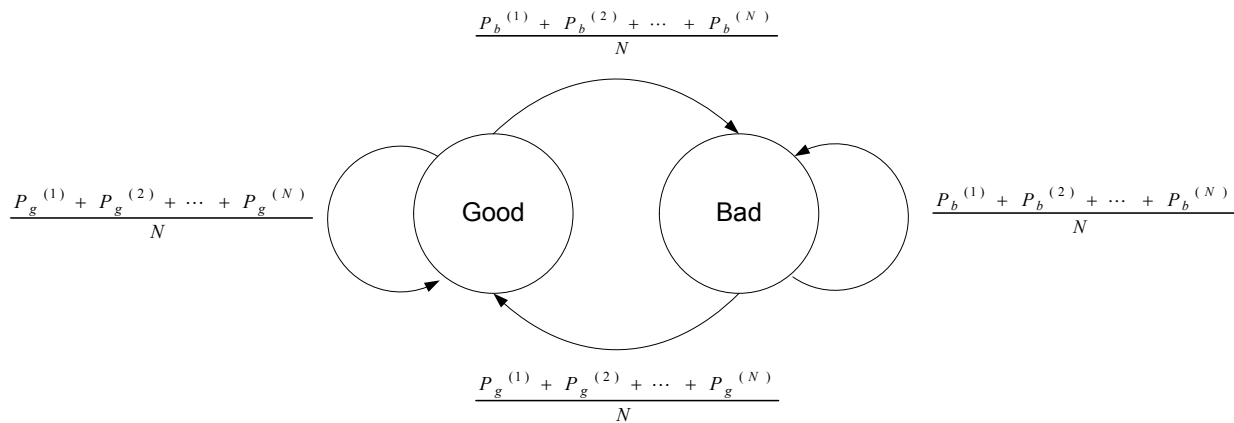 P_b^(1) + P_b^(2) + ··· + P_b^(N)
N
P_g^(1) + P_g^(2) + ··· + P_g^(N)
N
Good
Bad
P_b^(1) + P_b^(2) + ··· + P_b^(N)
N
P_g^(1) + P_g^(2) + ··· + P_g^(N)
N